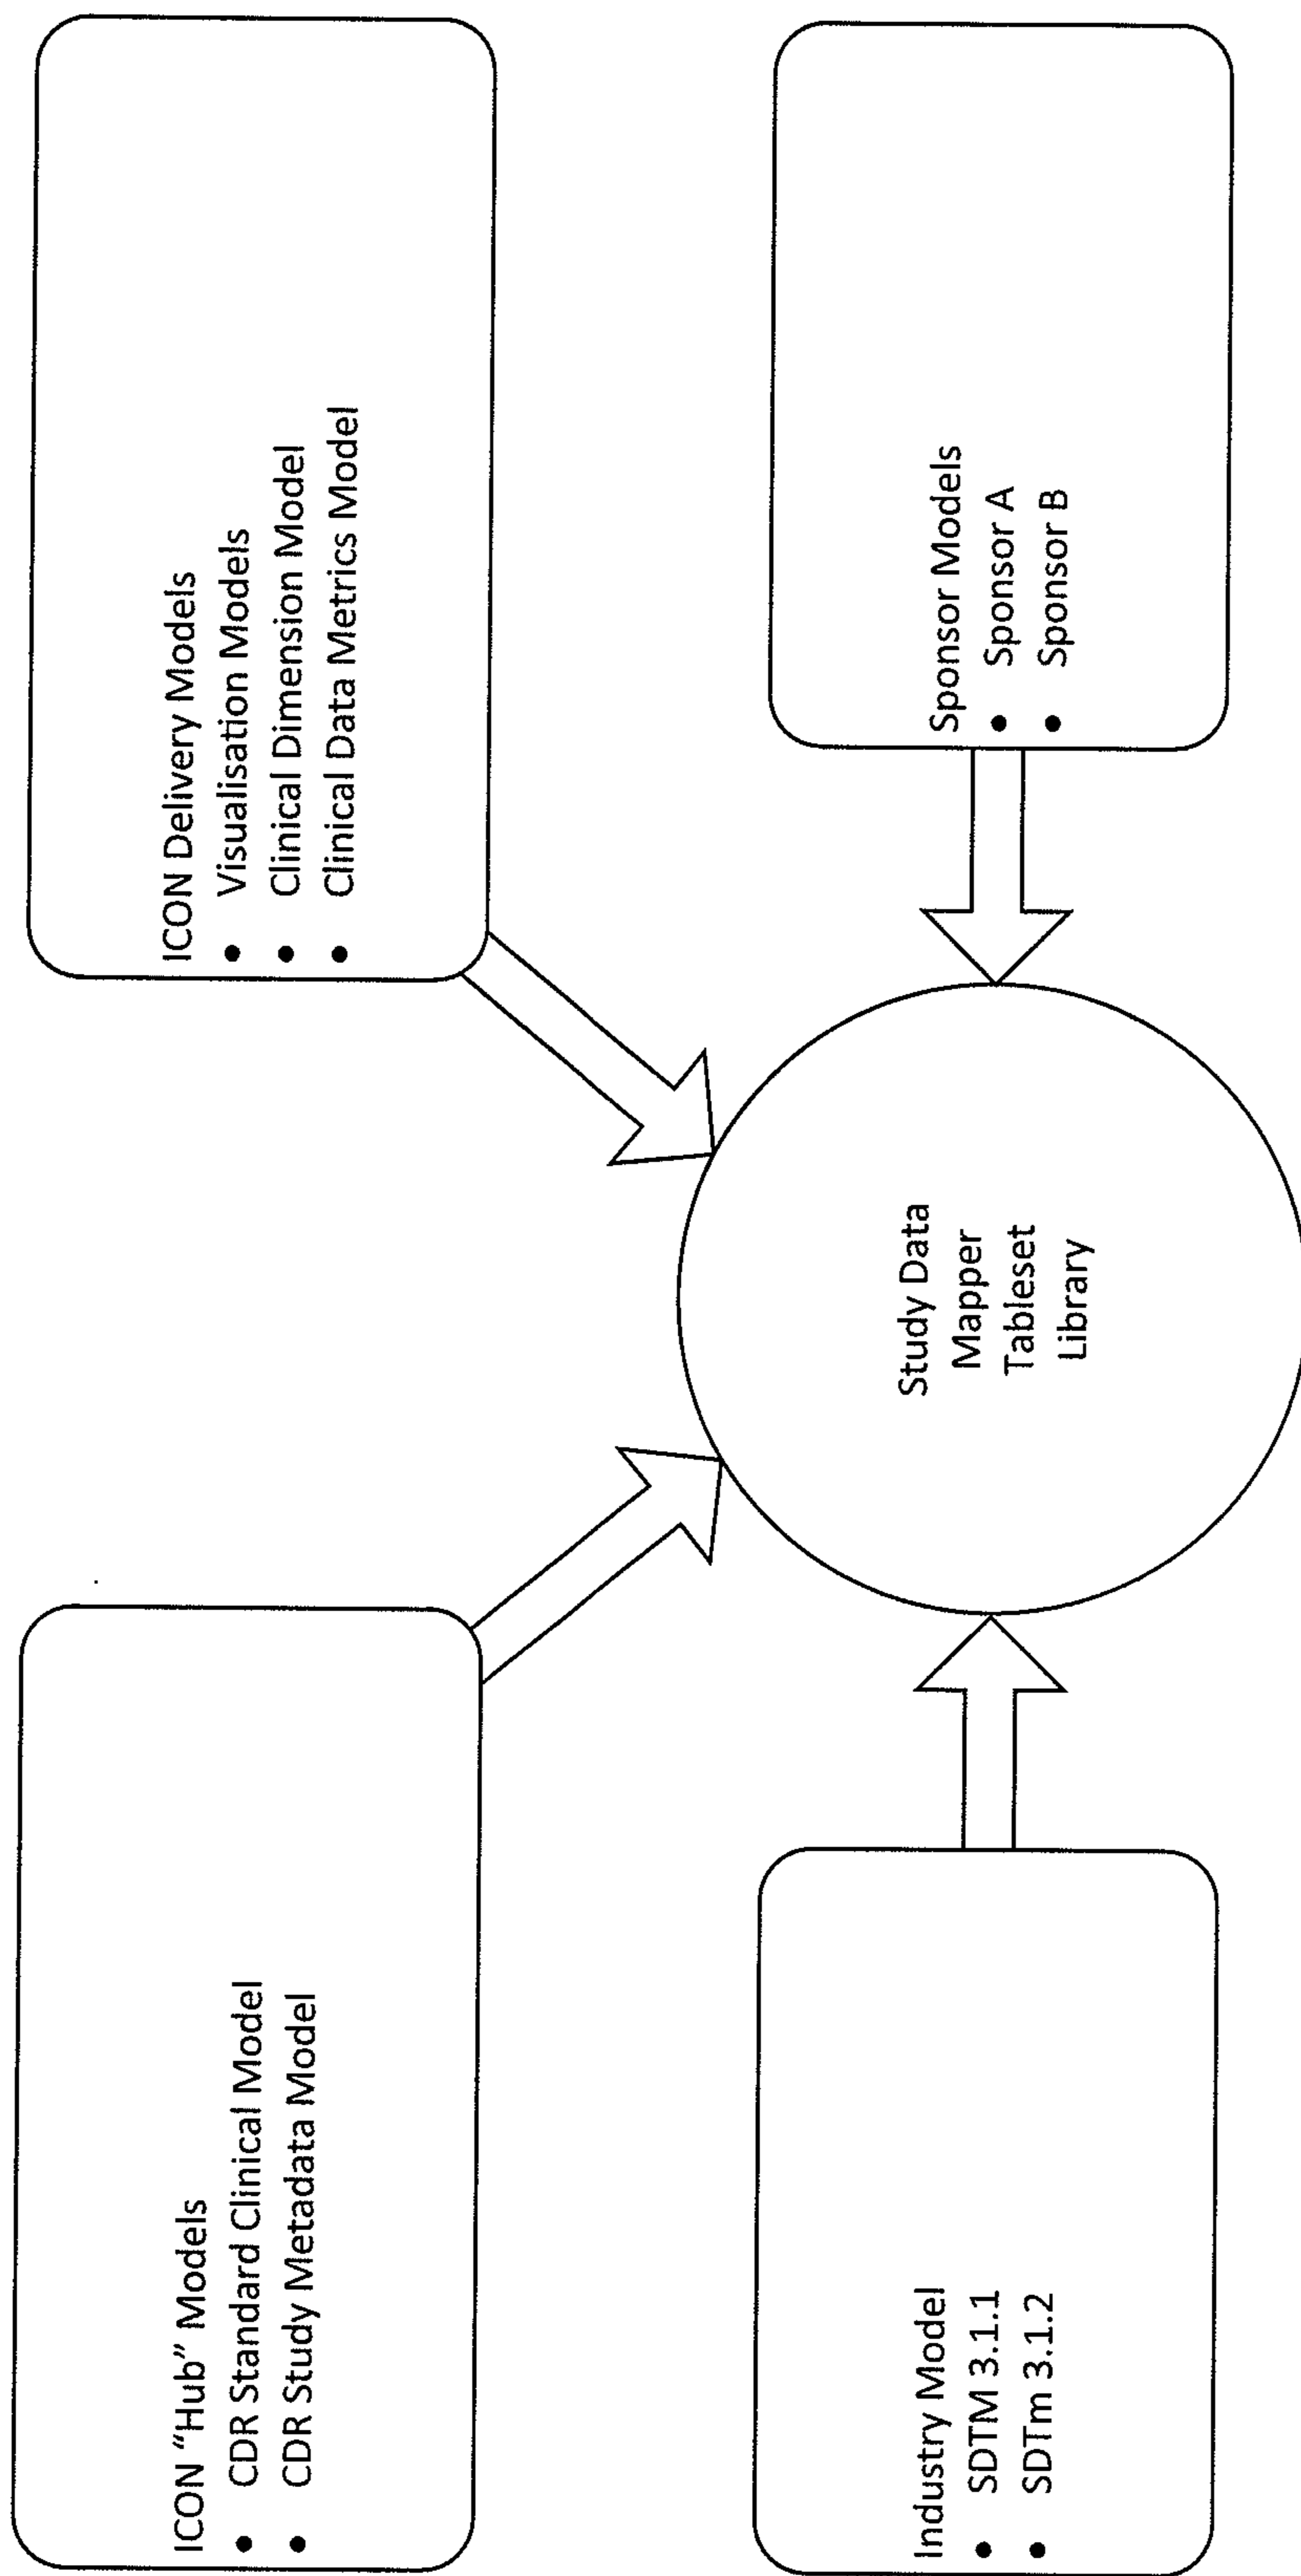 ICON “Hub” Models
• CDR Standard Clinical Model
• CDR Study Metadata Model
ICON Delivery Models
• Visualisation Models
• Clinical Dimension Model
• Clinical Data Metrics Model
Industry Model
• SDTM 3.1.1
• SDTm 3.1.2
Study Data
Mapper
Tableset
Library
Sponsor Models
• Sponsor A
• Sponsor B